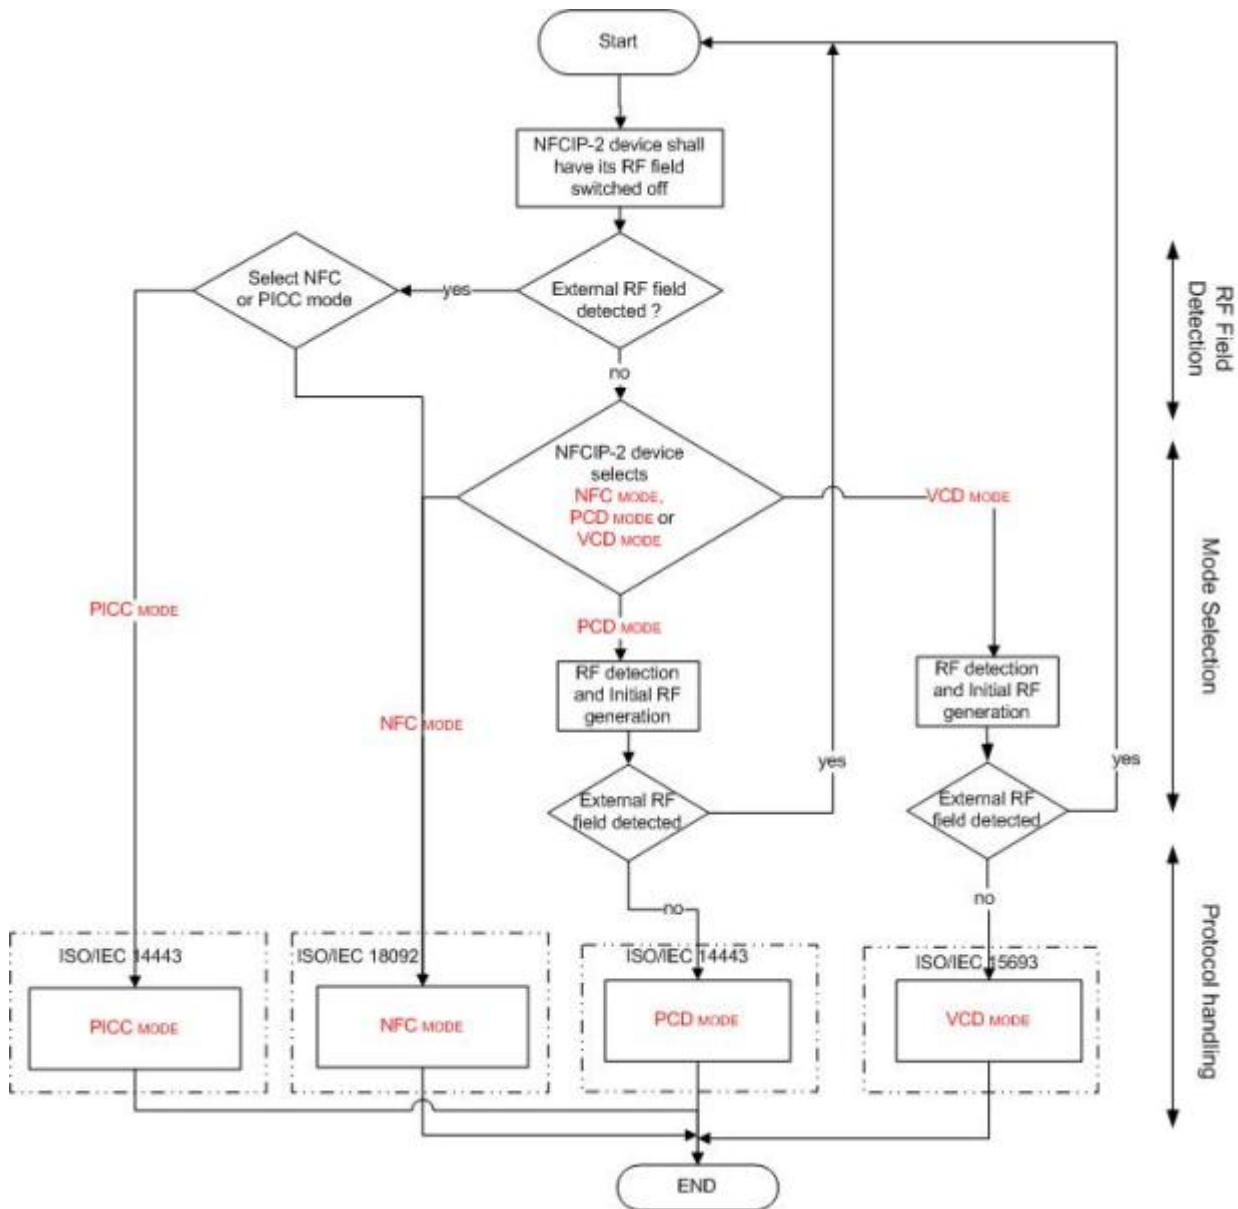 Start
NFCIP-2 device shall
have its RF field
switched off
Select NFC
or PICC mode
yes
External RF field
detected ?
RF Field
Detection
no
NFCIP-2 device
selects
NFC MODE,
PCD MODE or
VCD MODE
VCD MODE
Mode Selection
PICC MODE
PCD MODE
RF detection
and Initial RF
generation
RF detection
and Initial RF
generation
NFC MODE
yes
yes
External RF
field detected
External RF
field detected
no
no
Protocol handling
ISO/IEC 14443
ISO/IEC 18092
ISO/IEC 14443
ISO/IEC 15693
PICC MODE
NFC MODE
PCD MODE
VCD MODE
END